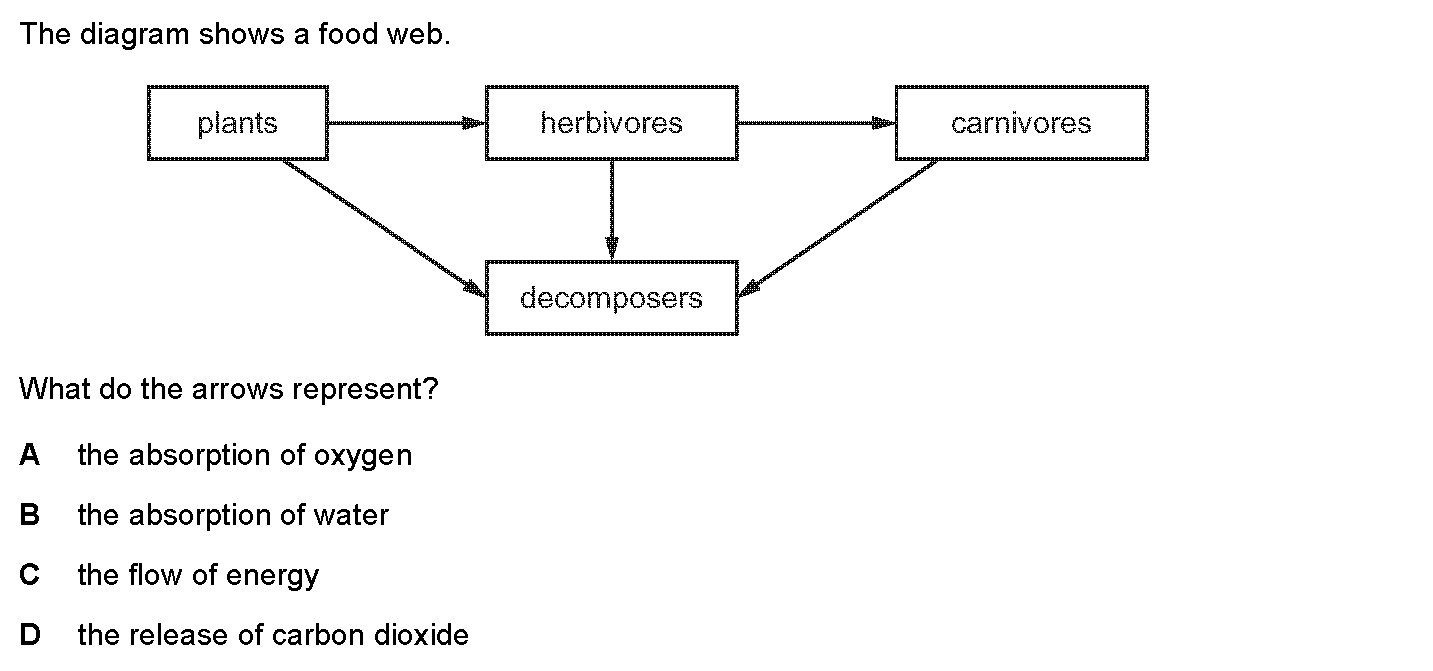 The diagram shows a food web.
plants herbivores carnivores
decomposers
What do the arrows represent?
A the absorption of oxygen
B the absorption of water
C the flow of energy
D the release of carbon dioxide